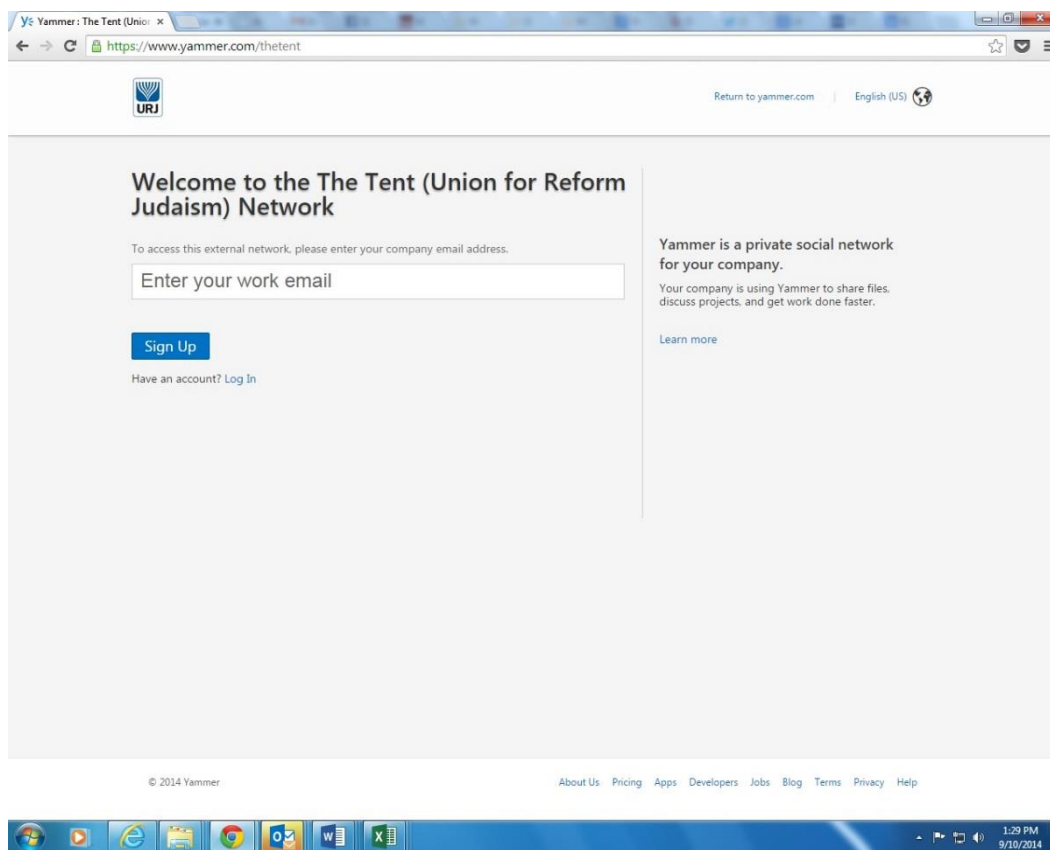 Yammer : The Tent (Unio
https://www.yammer.com/thetent
URJ
Return to yammer.com
English (US)
Welcome to the The Tent (Union for Reform
Judaism) Network
To access this external network, please enter your company email address.
Enter your work email
Sign Up
Have an account? Log In
Yammer is a private social network
for your company.
Your company is using Yammer to share files,
discuss projects, and get work done faster.
Learn more
© 2014 Yammer
About Us Pricing Apps Developers Jobs Blog Terms Privacy Help
1:29 PM
9/10/2014